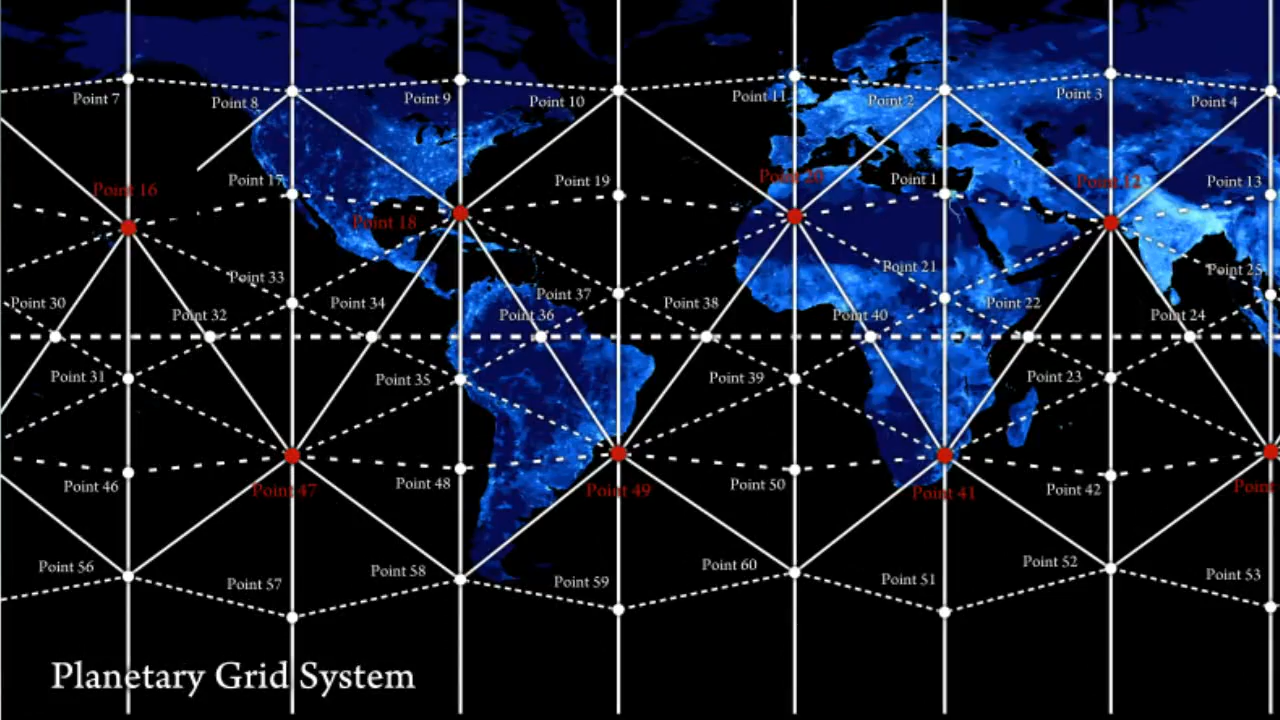 Point 7
Point 8
Point 9
Point 10
Point 11
Point 2
Point 3
Point 4
Point 16
Point 17
Point 18
Point 19
Point 20
Point 1
Point 12
Point 13
Point 33
Point 21
Point 25
Point 30
Point 32
Point 34
Point 37
Point 36
Point 38
Point 40
Point 22
Point 24
Point 31
Point 35
Point 39
Point 23
Point 46
Point 47
Point 48
Point 49
Point 50
Point 41
Point 42
Point
Point 56
Point 57
Point 58
Point 59
Point 60
Point 51
Point 52
Point 53
Planetary Grid System